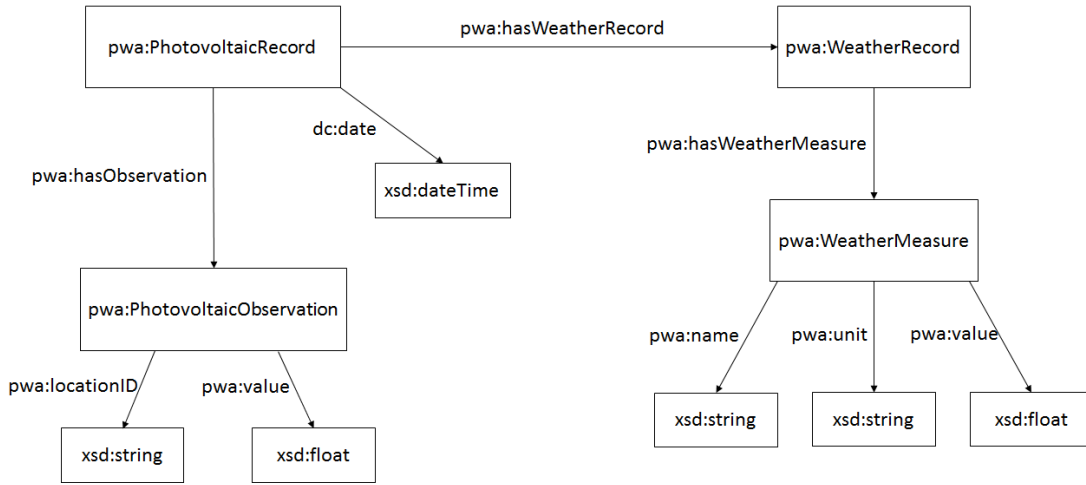 pwa:hasWeatherRecord
pwa:PhotovoltaicRecord
pwa:WeatherRecord
dc:date
pwa:hasWeatherMeasure
pwa:hasObservation
xsd:dateTime
pwa:WeatherMeasure
pwa:PhotovoltaicObservation
pwa:name
pwa:unit
pwa:value
pwa:locationID
pwa:value
xsd:string
xsd:string
xsd:float
xsd:string
xsd:float